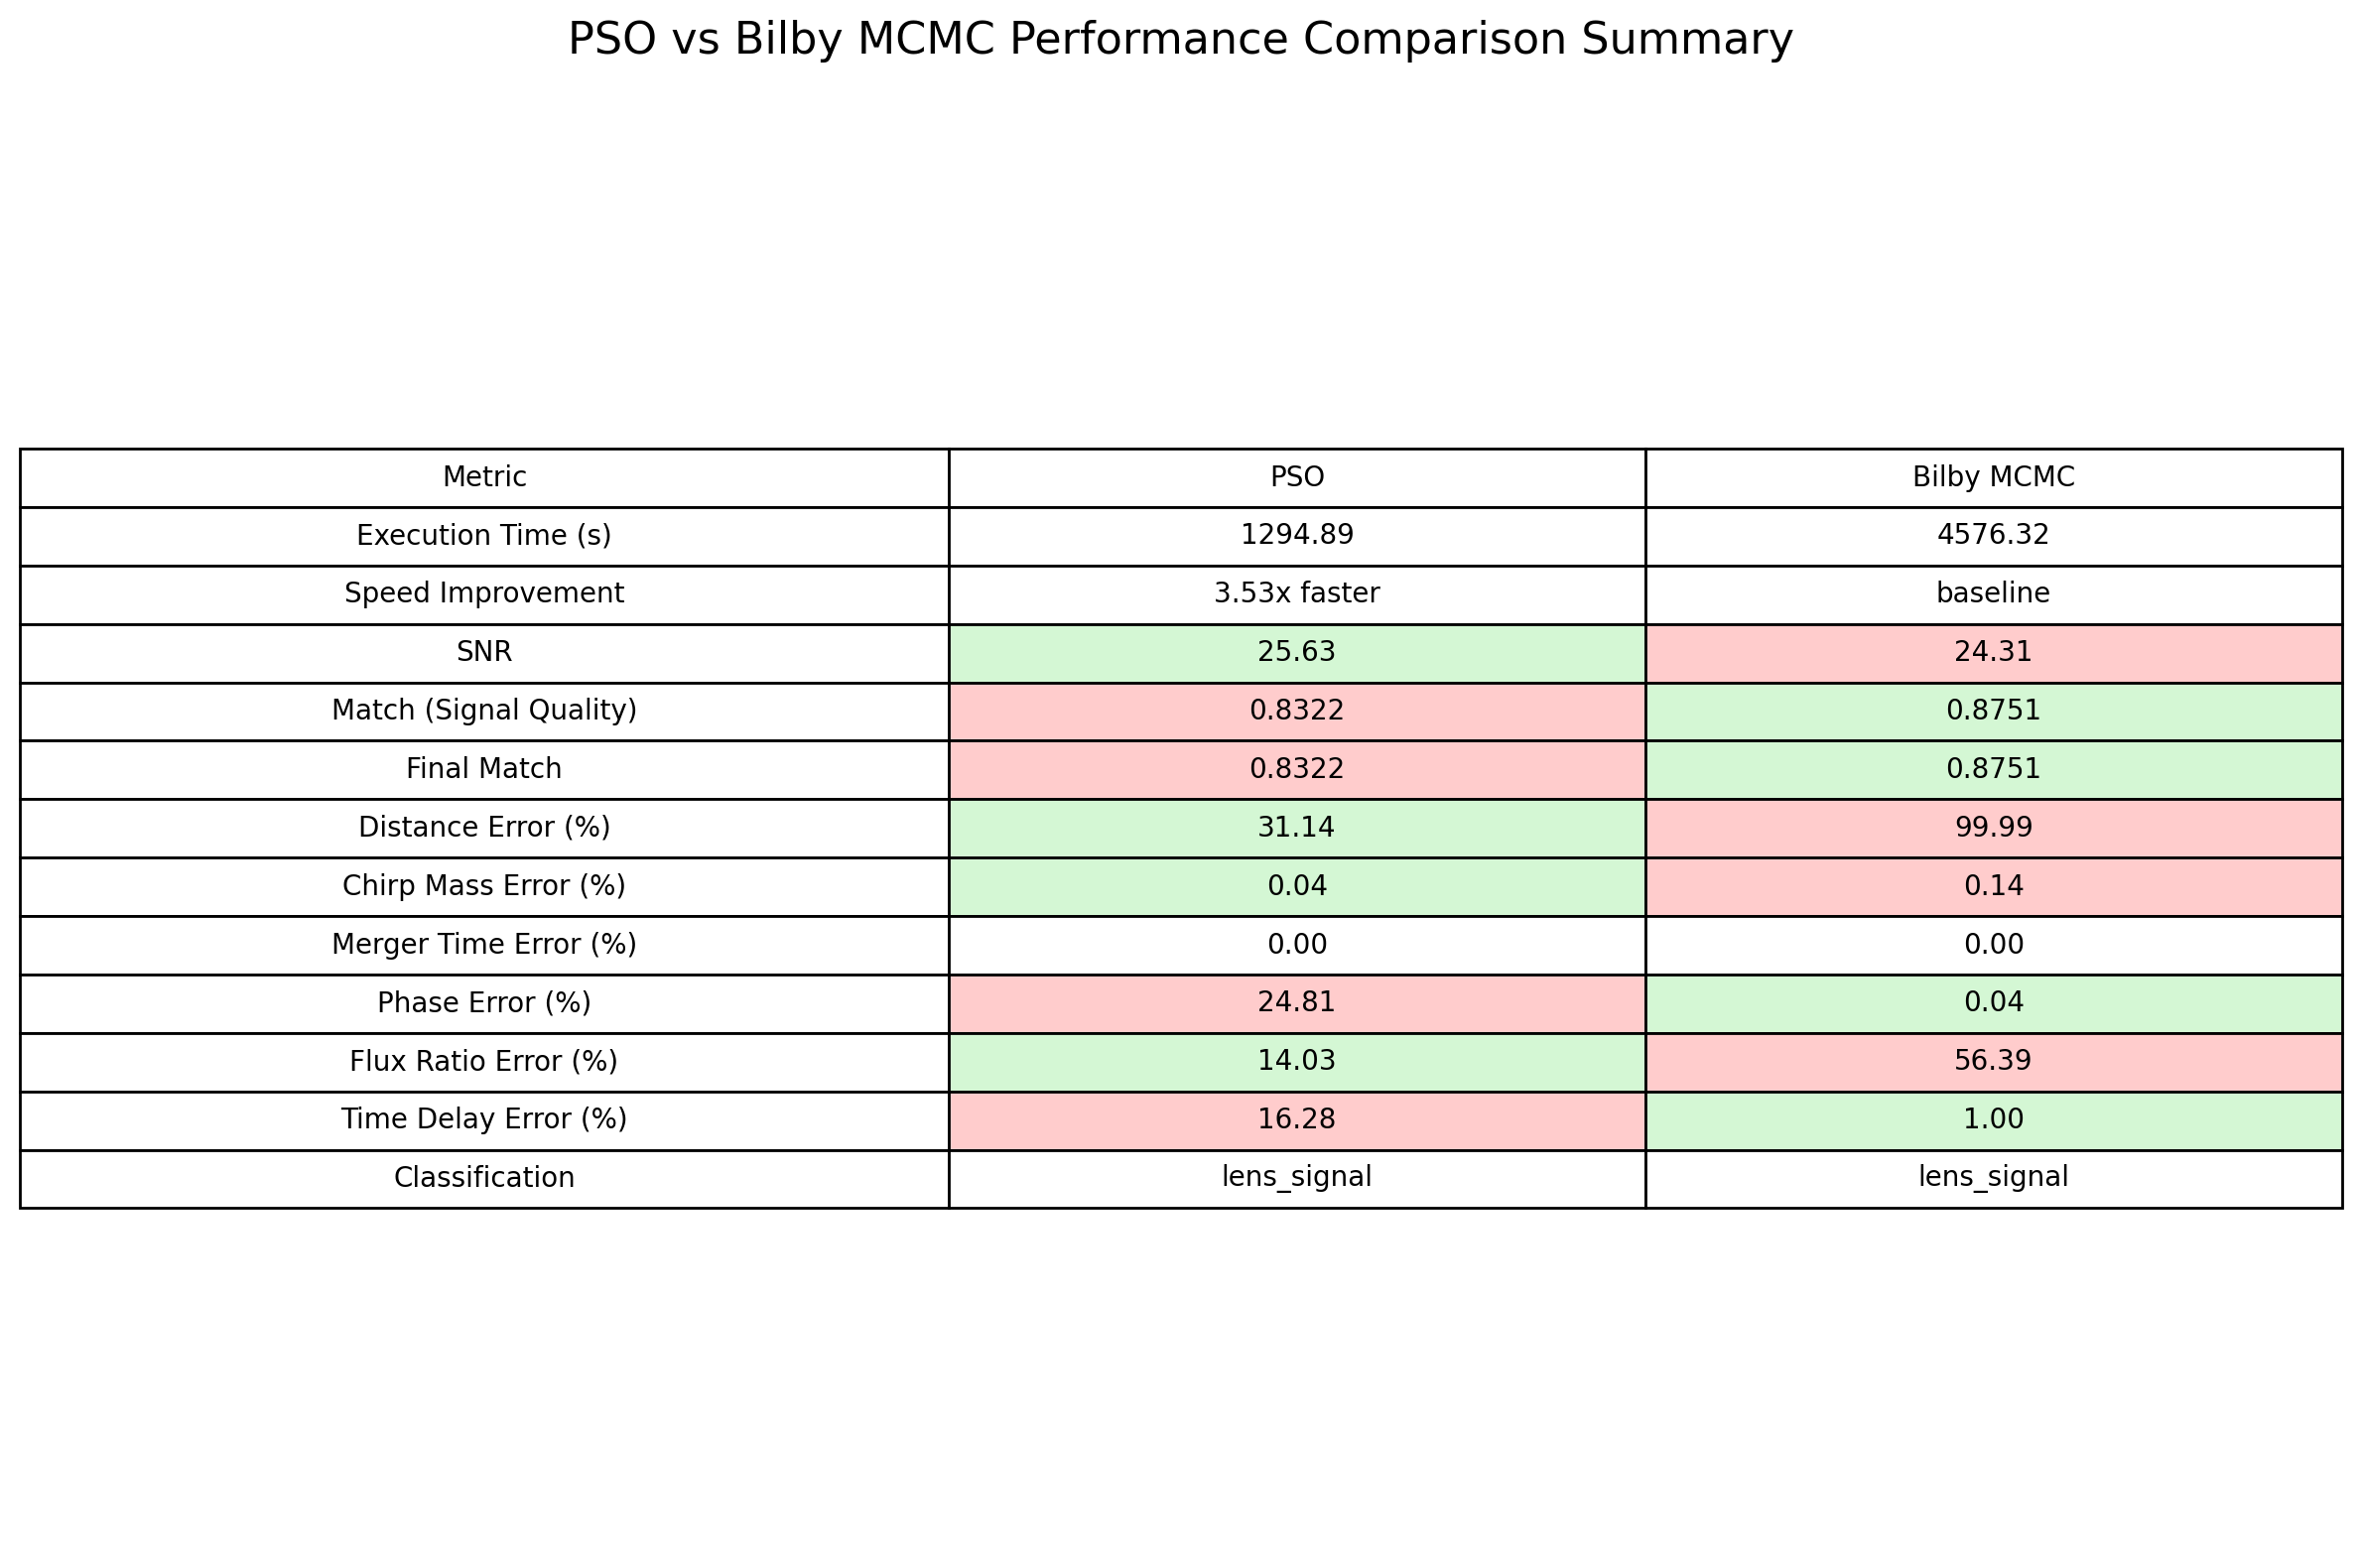 PSO vs Bilby MCMC Performance Comparison Summary
Metric PSO Bilby MCMC
Execution Time (s) 1294.89 4576.32
Speed Improvement 3.53x faster baseline
SNR 25.63 24.31
Match (Signal Quality) 0.8322 0.8751
Final Match 0.8322 0.8751
Distance Error (%) 31.14 99.99
Chirp Mass Error (%) 0.04 0.14
Merger Time Error (%) 0.00 0.00
Phase Error (%) 24.81 0.04
Flux Ratio Error (%) 14.03 56.39
Time Delay Error (%) 16.28 1.00
Classification lens_signal lens_signal